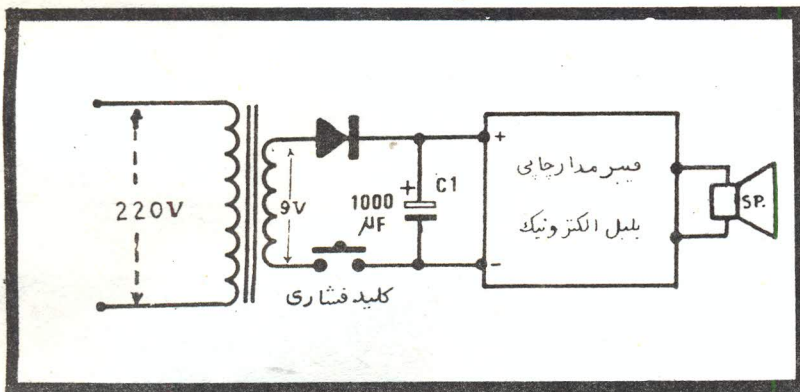 220V
9V
+
1000
µF
C1
کلید فشاری
+
-
فیبر مدار چاپی
بلبل الکترونیک
SP.